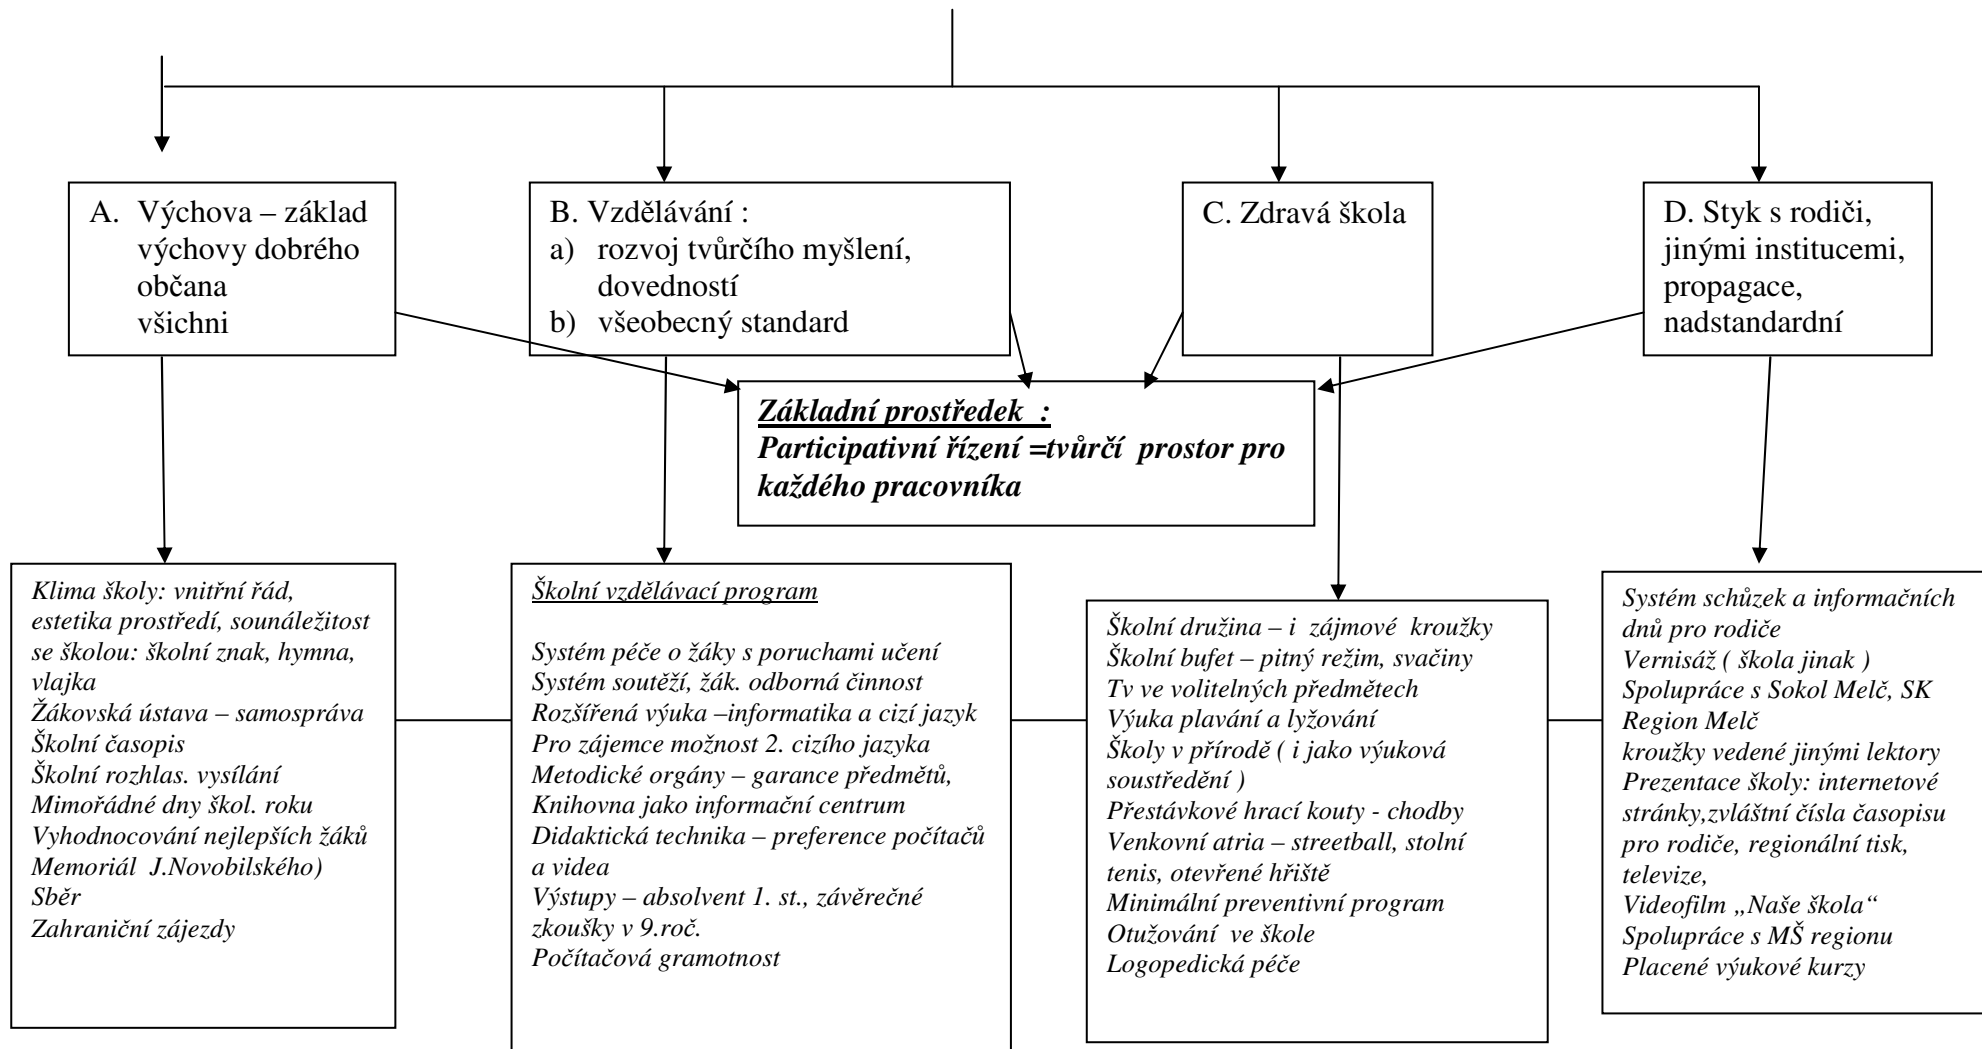 A. Výchova – základ
výchovy dobrého
občana
všichni
B. Vzdělávání :
a) rozvoj tvůrčího myšlení,
dovedností
b) všeobecný standard
C. Zdravá škola
D. Styk s rodiči,
jinými institucemi,
propagace,
nadstandardní
Základní prostředek :
Participativní řízení =tvůrčí prostor pro
každého pracovníka
Klima školy: vnitřní řád,
estetika prostředí, sounáležitost
se školou: školní znak, hymna,
vlajka
Žákovská ústava – samospráva
Školní časopis
Školní rozhlas. vysílání
Mimořádné dny škol. roku
Vyhodnocování nejlepších žáků
Memoriál J.Novobilského)
Sběr
Zahraniční zájezdy
Školní vzdělávací program
Systém péče o žáky s poruchami učení
Systém soutěží, žák. odborná činnost
Rozšířená výuka –informatika a cizí jazyk
Pro zájemce možnost 2. cizího jazyka
Metodické orgány – garance předmětů,
Knihovna jako informační centrum
Didaktická technika – preference počítačů
a videa
Výstupy – absolvent 1. st., závěrečné
zkoušky v 9.roč.
Počítačová gramotnost
Školní družina – i zájmové kroužky
Školní bufet – pitný režim, svačiny
Tv ve volitelných předmětech
Výuka plavání a lyžování
Školy v přírodě ( i jako výuková
soustředění )
Přestávkové hrací kouty - chodby
Venkovní atria – streetball, stolní
tenis, otevřené hřiště
Minimální preventivní program
Otužování ve škole
Logopedická péče
Systém schůzek a informačních
dnů pro rodiče
Vernisáž ( škola jinak )
Spolupráce s Sokol Melč, SK
Region Melč
kroužky vedené jinými lektory
Prezentace školy: internetové
stránky,zvláštní čísla časopisu
pro rodiče, regionální tisk,
televize,
Videofilm „Naše škola“
Spolupráce s MŠ regionu
Placené výukové kurzy